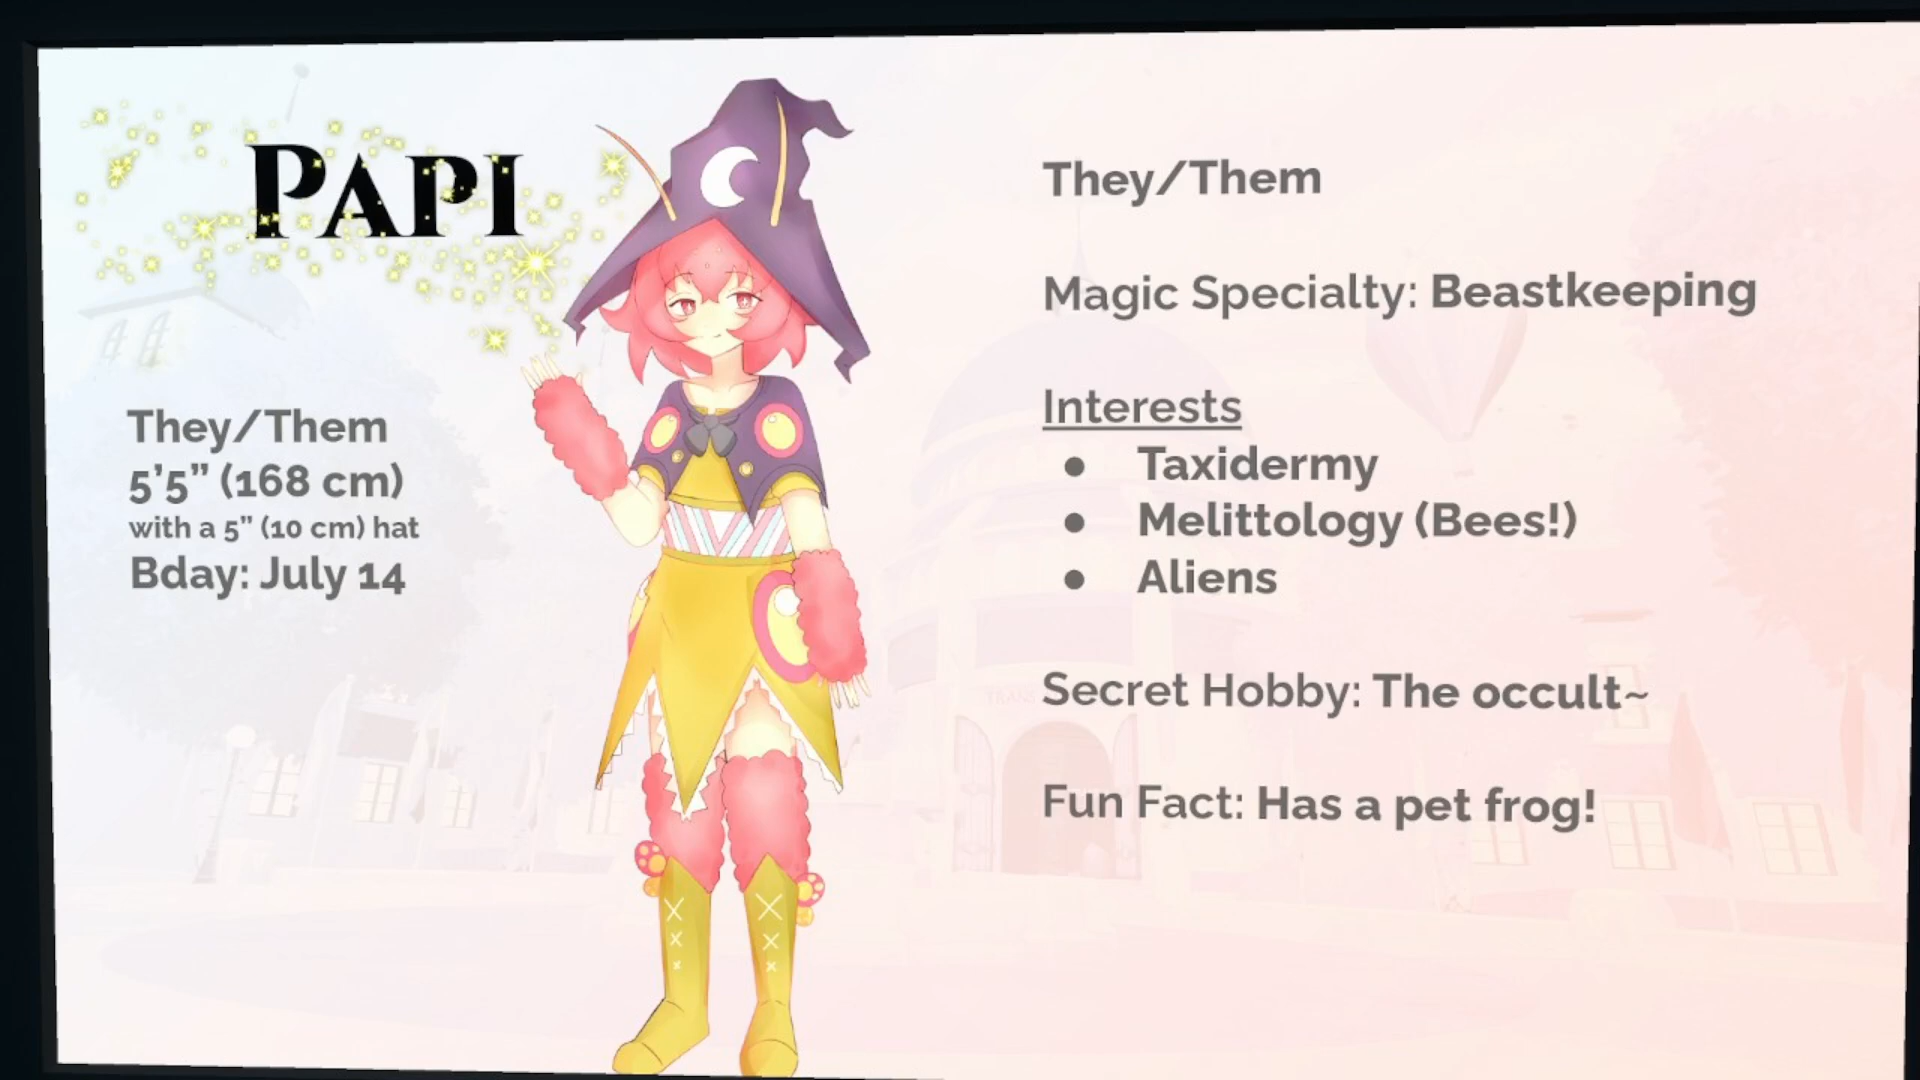 PAPI
They/Them
5’5” (168 cm)
with a 5” (10 cm) hat
Bday: July 14
They/Them
Magic Specialty: Beastkeeping
Interests
● Taxidermy
● Melittology (Bees!)
● Aliens
Secret Hobby: The occult~
Fun Fact: Has a pet frog!